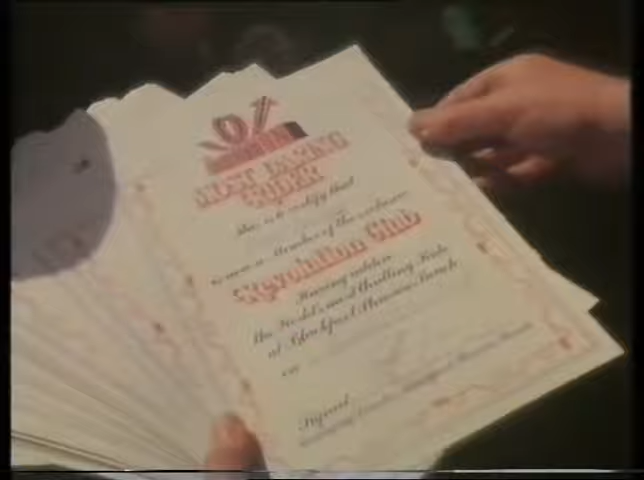 MOST DARING
RIDER
This is to certify that
is now a Member of the exclusive
Revolution Club
Having ridden
the World's most thrilling Ride
at Blackpool Pleasure Beach
on
Signed